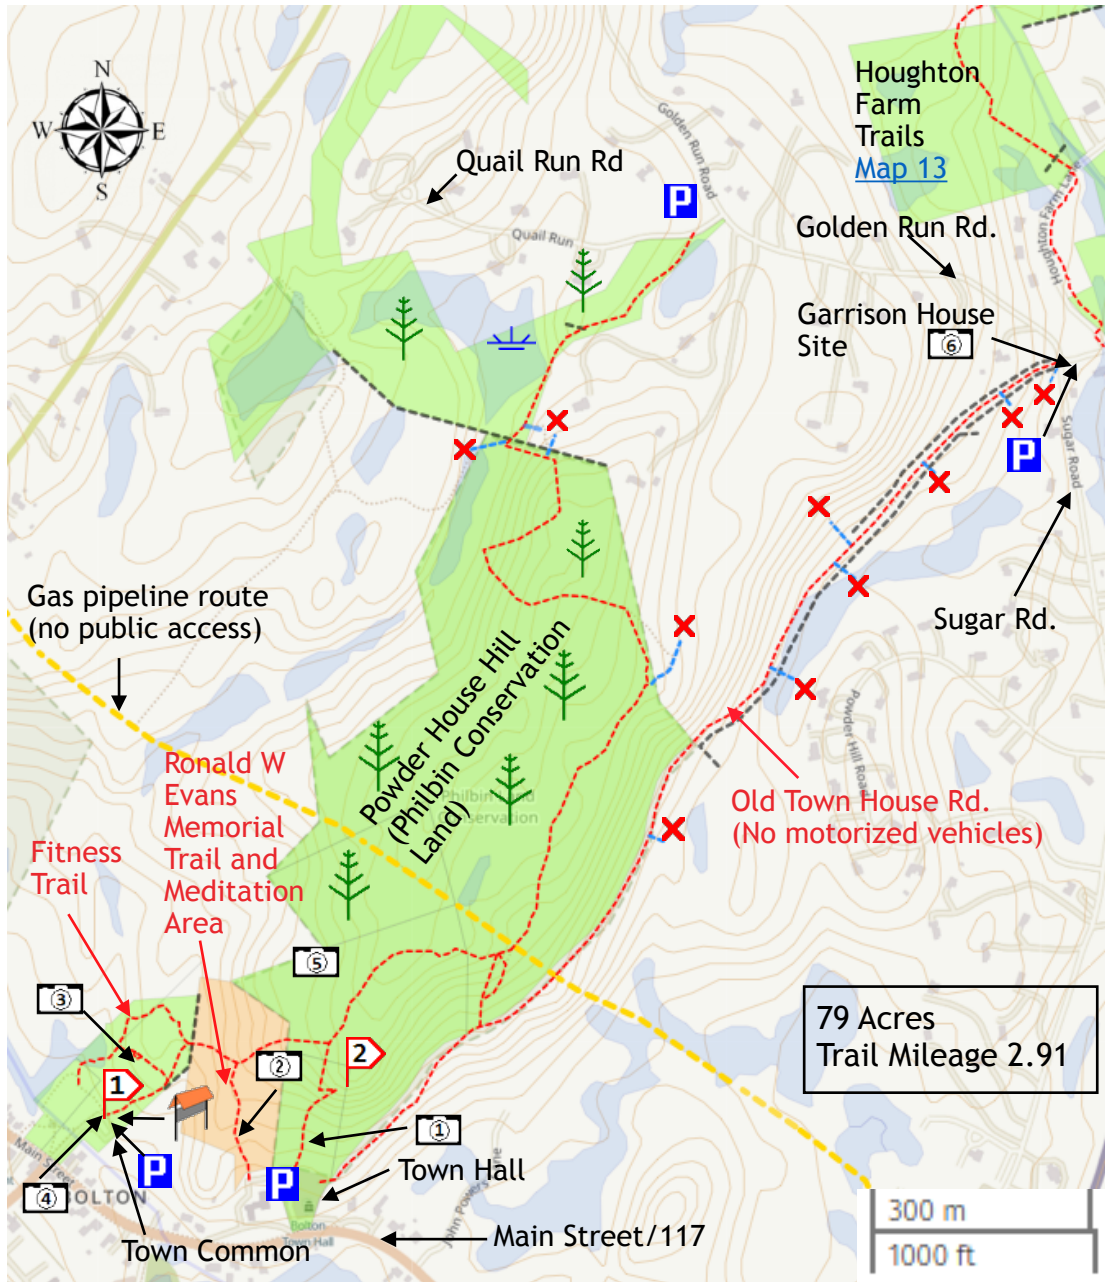 N
W
E
S
Quail Run Rd
Golden Run Road
Quail Run
Houghton
Farm
Trails
Map 13
Houghton Farm Lane
Golden Run Rd.
Garrison House
Site
6
P
P
Sugar Road
Sugar Rd.
Gas pipeline route
(no public access)
Powder House Hill
(Philbin Conservation
Land)
Philbin Land
Conservation
Powder Hill Road
Old Town House Rd.
(No motorized vehicles)
Ronald W
Evans
Memorial
Trail and
Meditation
Area
Fitness
Trail
5
3
2
1
2
1
4
P
P
79 Acres
Trail Mileage 2.91
Town Hall
Main Street
BOLTON
Bolton
Town Hall
John Powers Lane
Main Street/117
Town Common
300 m
1000 ft